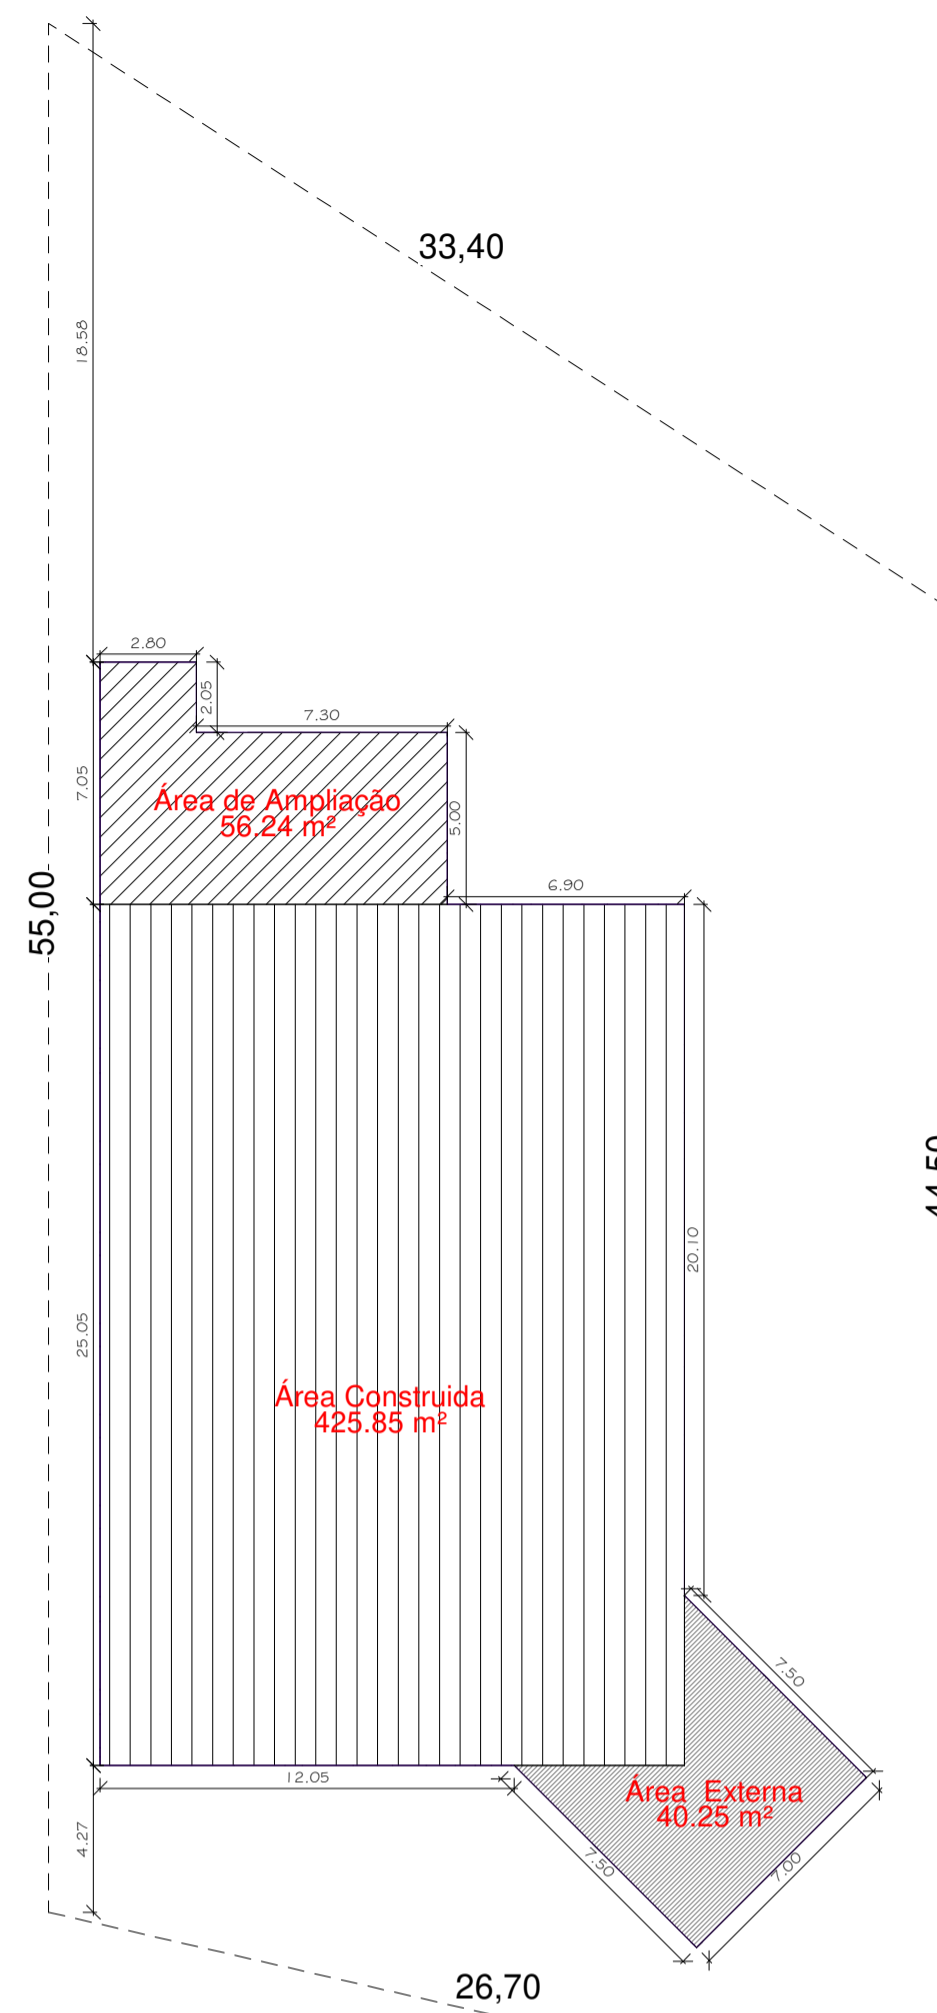 33,40
18.58
2.80
2.05
7.30
7.05
Área de Ampliação
56.24 m²
5.00
55,00
6.90
20.10
25.05
Área Construida
425.85 m²
7.50
12.05
Área Externa
40.25 m²
4.27
7.50
7.00
26,70